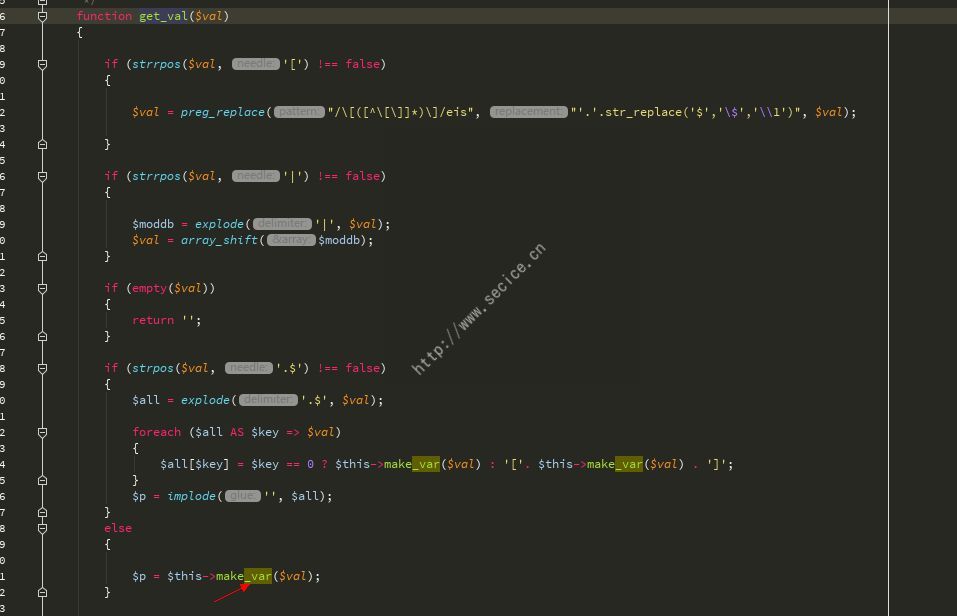 */
6 function get_val($val)
7 {
8
9 if (strrpos($val, needle: '[') !== false)
0 {
1
2 $val = preg_replace( pattern: "/\[([^\[\]]*)\]/eis", replacement: "'.'.str_replace('$','\$','\\1')", $val);
3
4 }
5
6 if (strrpos($val, needle: '|') !== false)
7 {
8
9 $moddb = explode( delimiter: '|', $val);
0 $val = array_shift( &array: $moddb);
1 }
2
3 if (empty($val))
4 {
5 return '';
6 }
7
8 if (strpos($val, needle: '.$') !== false)
9 {
0 $all = explode( delimiter: '.$', $val);
1
2 foreach ($all AS $key => $val)
3 {
4 $all[$key] = $key == 0 ? $this->make_var($val) : '['. $this->make_var($val) . ']';
5 }
6 $p = implode( glue: '', $all);
7 }
8 else
9 {
0
1 $p = $this->make_var($val);
2 }
3
http://www.secice.cn